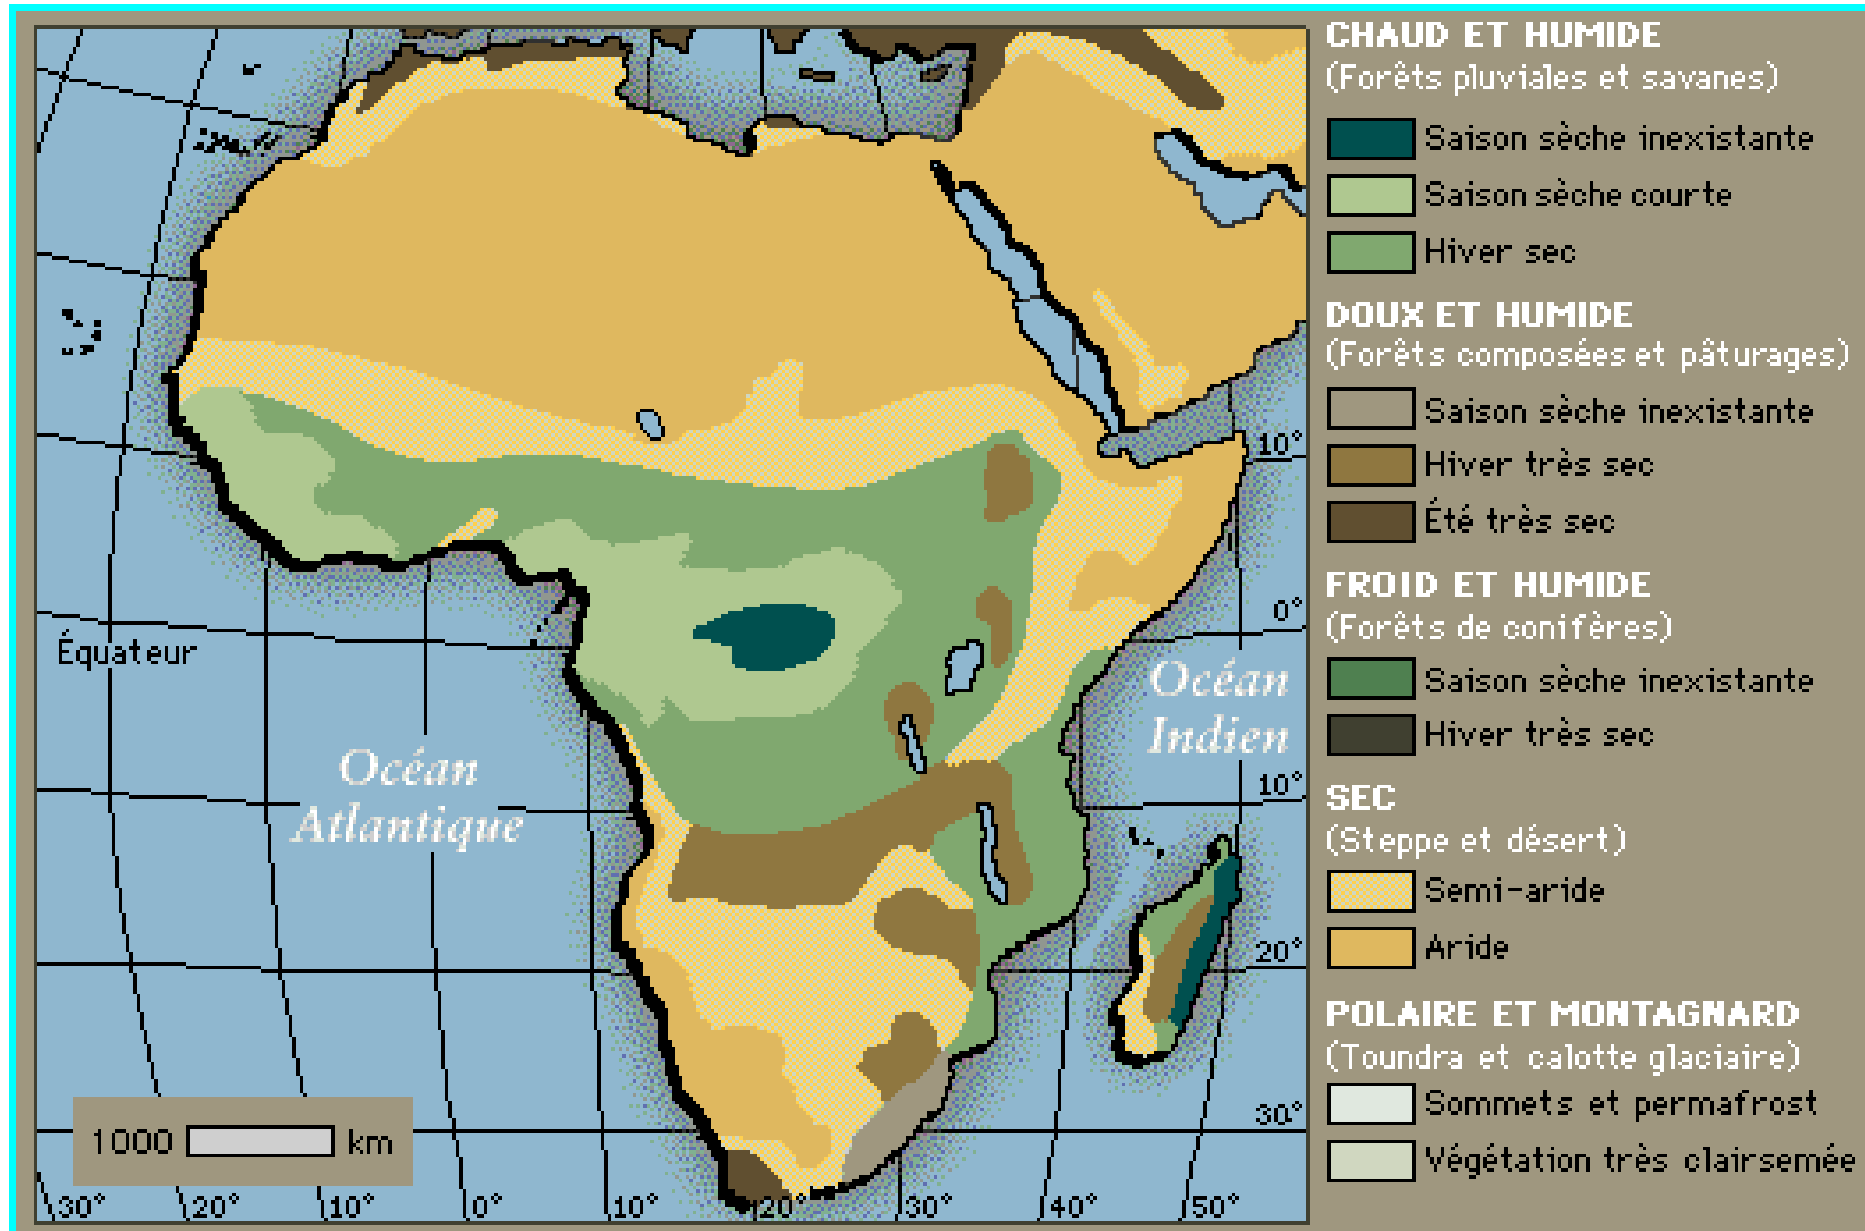 CHAUD ET HUMIDE
(Forêts pluviales et savanes)
Saison sèche inexistante
Saison sèche courte
Hiver sec
DOUX ET HUMIDE
(Forêts composées et pâturages)
Saison sèche inexistante
Hiver très sec
Été très sec
FROID ET HUMIDE
(Forêts de conifères)
Saison sèche inexistante
Hiver très sec
SEC
(Steppe et désert)
Semi-aride
Aride
POLAIRE ET MONTAGNARD
(Toundra et calotte glaciaire)
Sommets et permafrost
Végétation très clairsemée
10°
0°
Équateur
Océan
Indien
Océan
Atlantique
10°
20°
30°
1000 km
30° 20° 10° 0° 10° 20° 30° 40° 50°